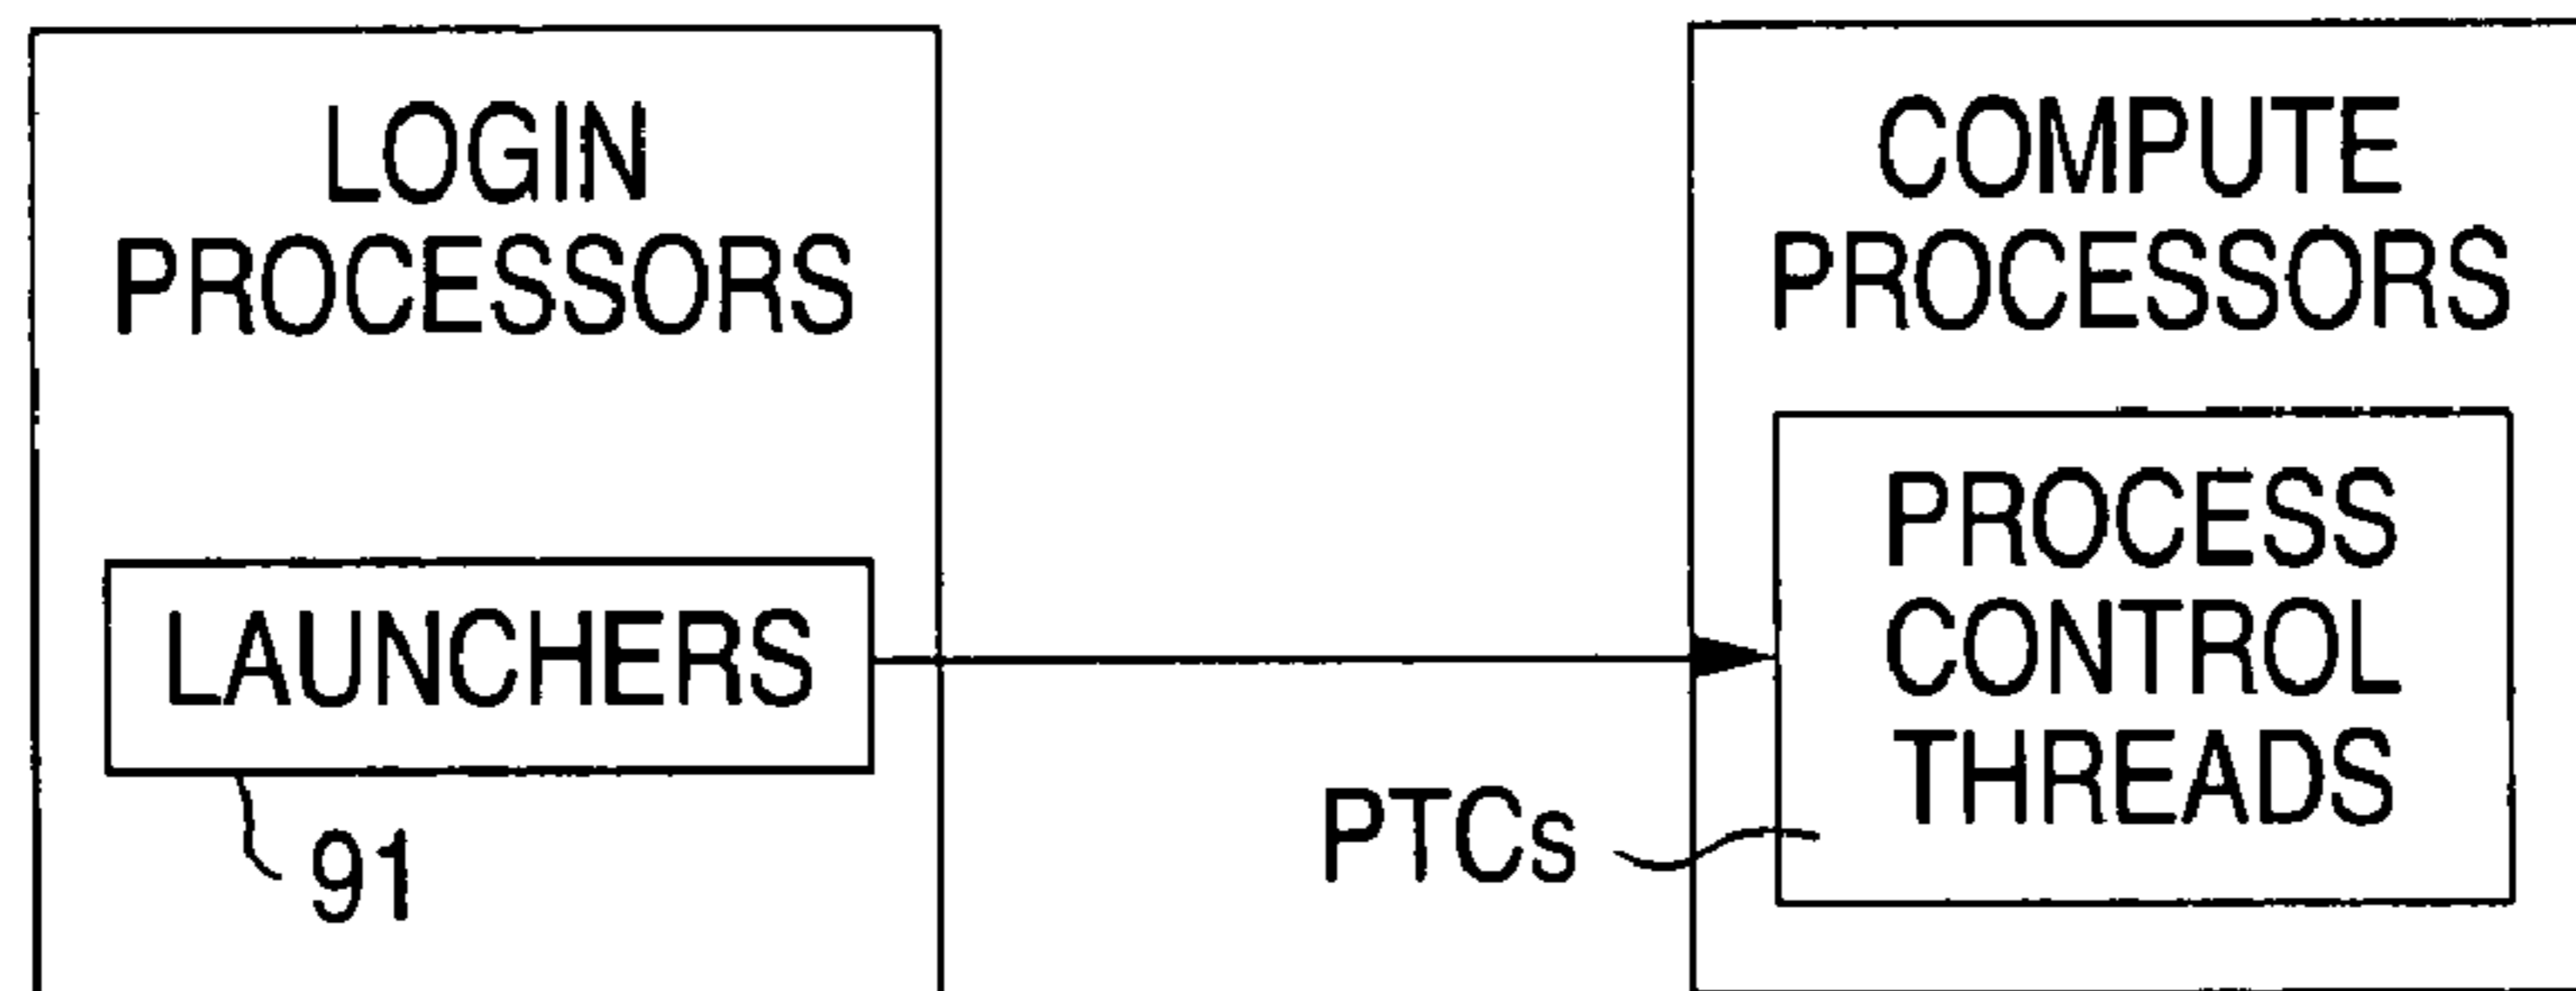 LOGIN
PROCESSORS
LAUNCHERS
91
COMPUTE
PROCESSORS
PROCESS
CONTROL
THREADS
PTCs